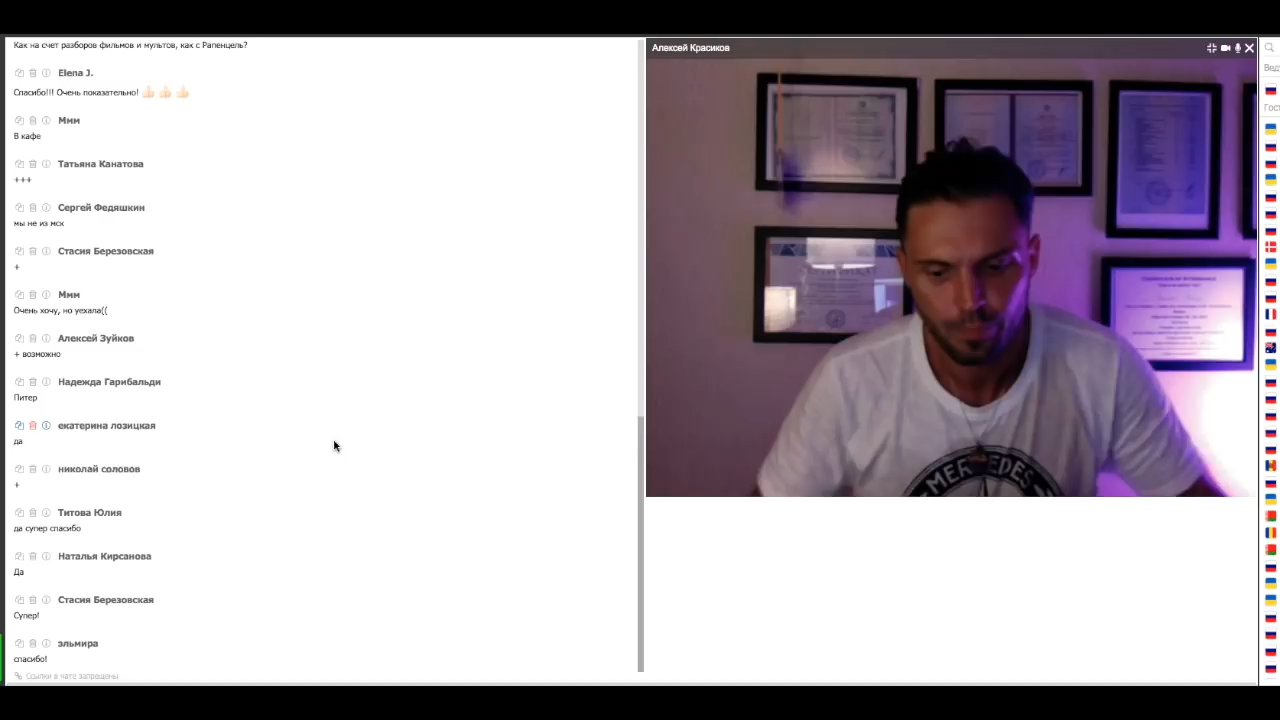 Как на счет разборов фильмов и мультов, как с Рапенцель?
Elena J.
Спасибо!!! Очень показательно!
Ммм
В кафе
Татьяна Канатова
+++
Сергей Федяшкин
мы не из мск
Стасия Березовская
+
Ммм
Очень хочу, но уехала((
Алексей Зуйков
+ возможно
Надежда Гарибальди
Питер
екатерина лозицкая
да
николай соловов
+
Титова Юлия
да супер спасибо
Наталья Кирсанова
Да
Стасия Березовская
Супер!
эльмира
спасибо!
Ссылки в чате запрещены
Алексей Красиков
MERCEDES
Вед
Гост